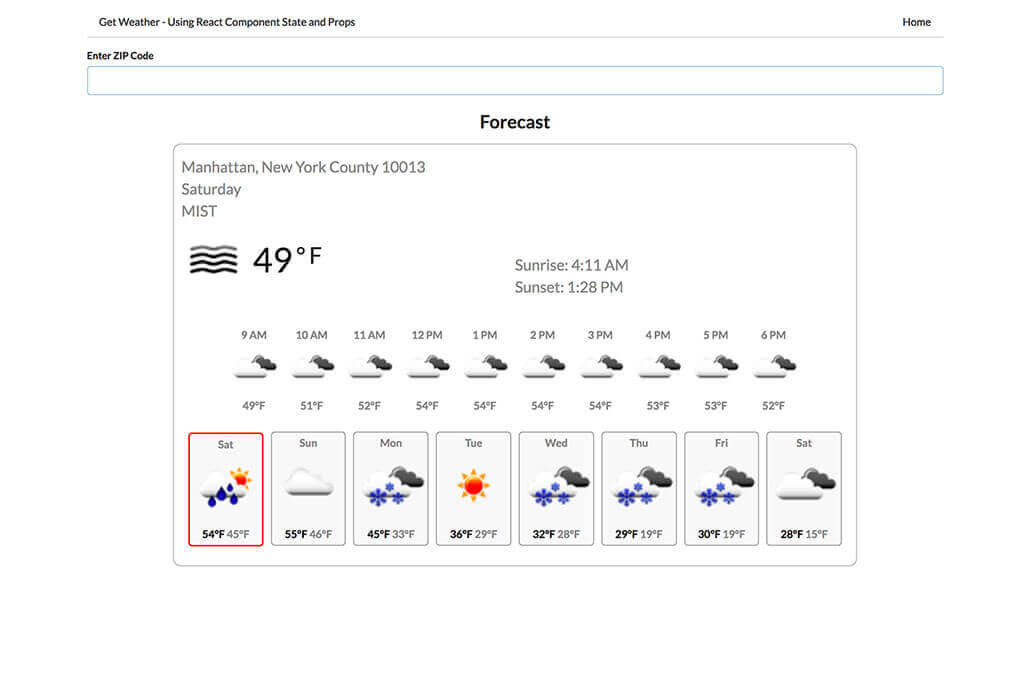 Get Weather - Using React Component State and Props Home
Enter ZIP Code
Forecast
Manhattan, New York County 10013
Saturday
MIST
49°F
Sunrise: 4:11 AM
Sunset: 1:28 PM
9 AM 10 AM 11 AM 12 PM 1 PM 2 PM 3 PM 4 PM 5 PM 6 PM
49°F 51°F 52°F 54°F 54°F 54°F 54°F 53°F 53°F 52°F
Sat Sun Mon Tue Wed Thu Fri Sat
54°F 45°F 55°F 46°F 45°F 33°F 36°F 29°F 32°F 28°F 29°F 19°F 30°F 19°F 28°F 15°F